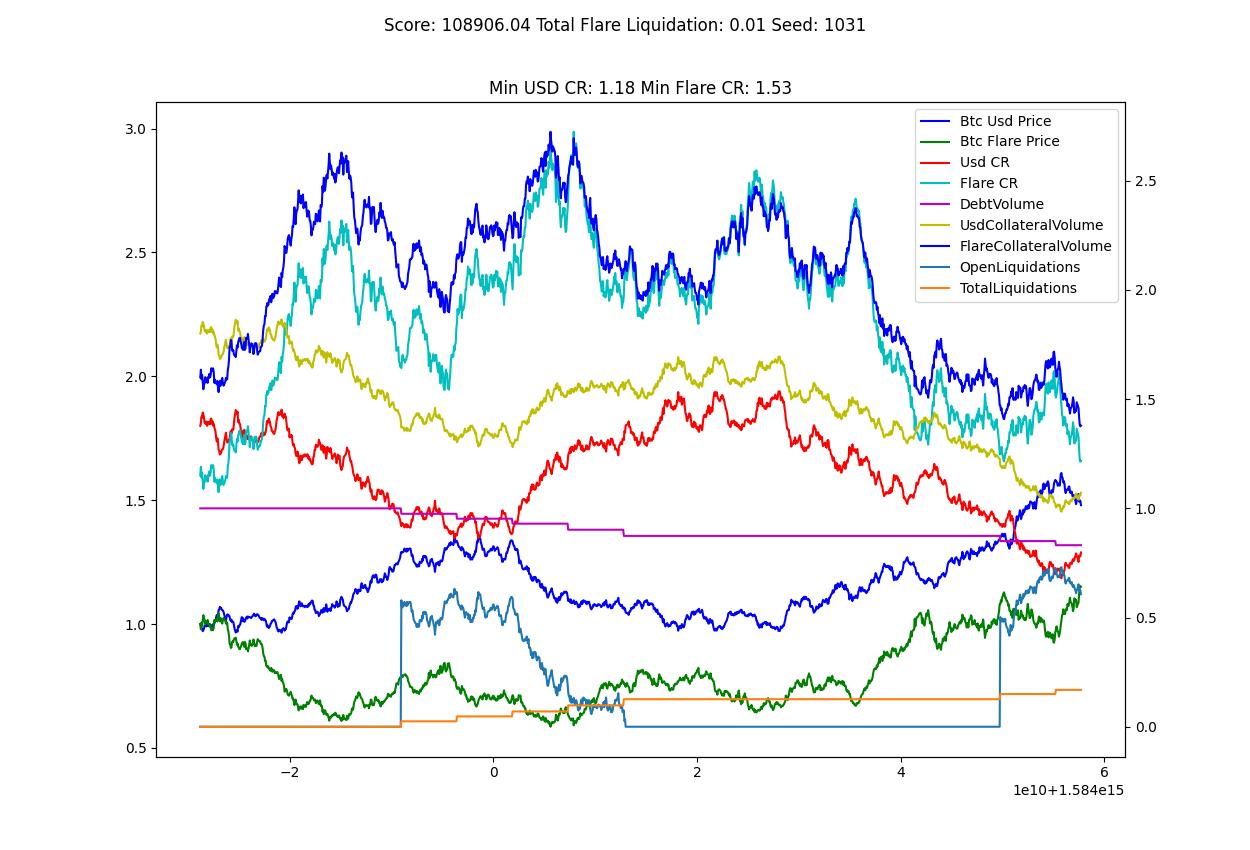 Score: 108906.04 Total Flare Liquidation: 0.01 Seed: 1031
Min USD CR: 1.18 Min Flare CR: 1.53
Btc Usd Price
Btc Flare Price
Usd CR
Flare CR
DebtVolume
UsdCollateralVolume
FlareCollateralVolume
OpenLiquidations
TotalLiquidations
3.0
2.5
2.0
1.5
1.0
0.5
2.5
2.0
1.5
1.0
0.5
0.0
−2
0
2
4
6
1e10+1.584e15